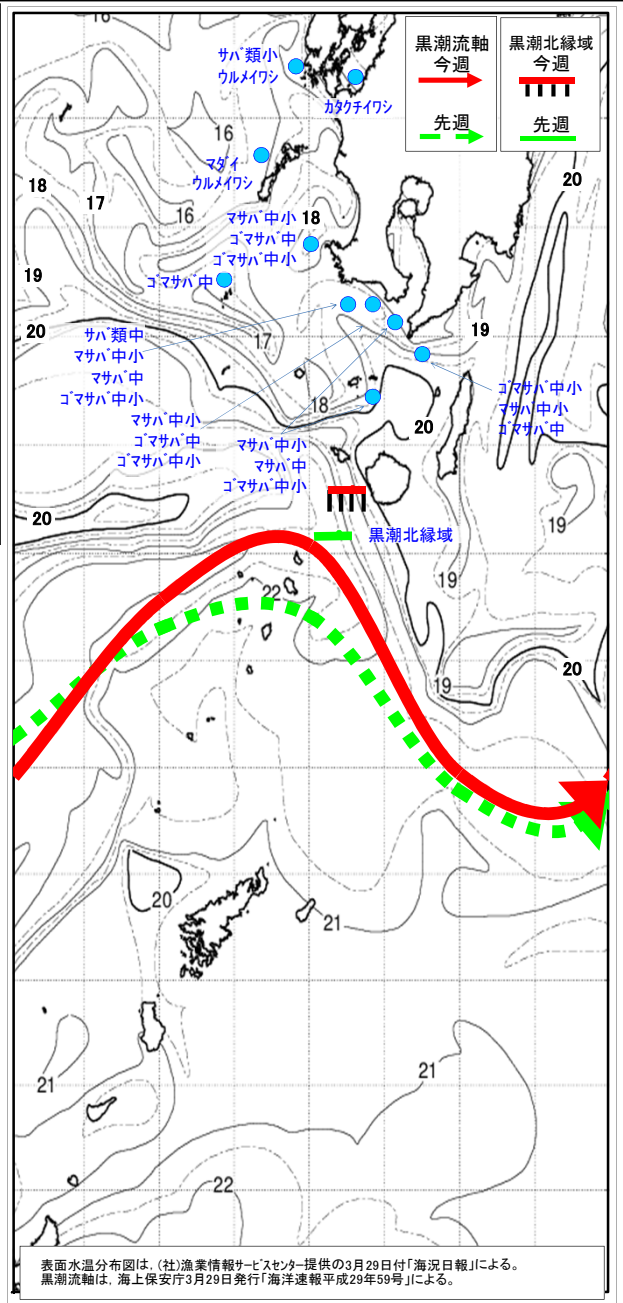 16
サバ類小
ウルメイワシ
カタクチイワシ
黒潮流軸
今週
先週
黒潮北縁域
今週
先週
16
マダイ
ウルメイワシ
18
17
16
20
マサバ中小
ゴマサバ中
ゴマサバ中小
18
19
ゴマサバ中
20
17
19
サバ類中
マサバ中小
マサバ中
ゴマサバ中小
マサバ中小
ゴマサバ中
ゴマサバ中小
18
マサバ中小
マサバ中
ゴマサバ中小
20
ゴマサバ中小
マサバ中小
ゴマサバ中
20
19
黒潮北縁域
19
22
19
20
20
21
21
21
22
表面水温分布図は、(社)漁業情報サービスセンター提供の3月29日付「海況日報」による。
黒潮流軸は、海上保安庁3月29日発行「海洋速報平成29年59号」による。